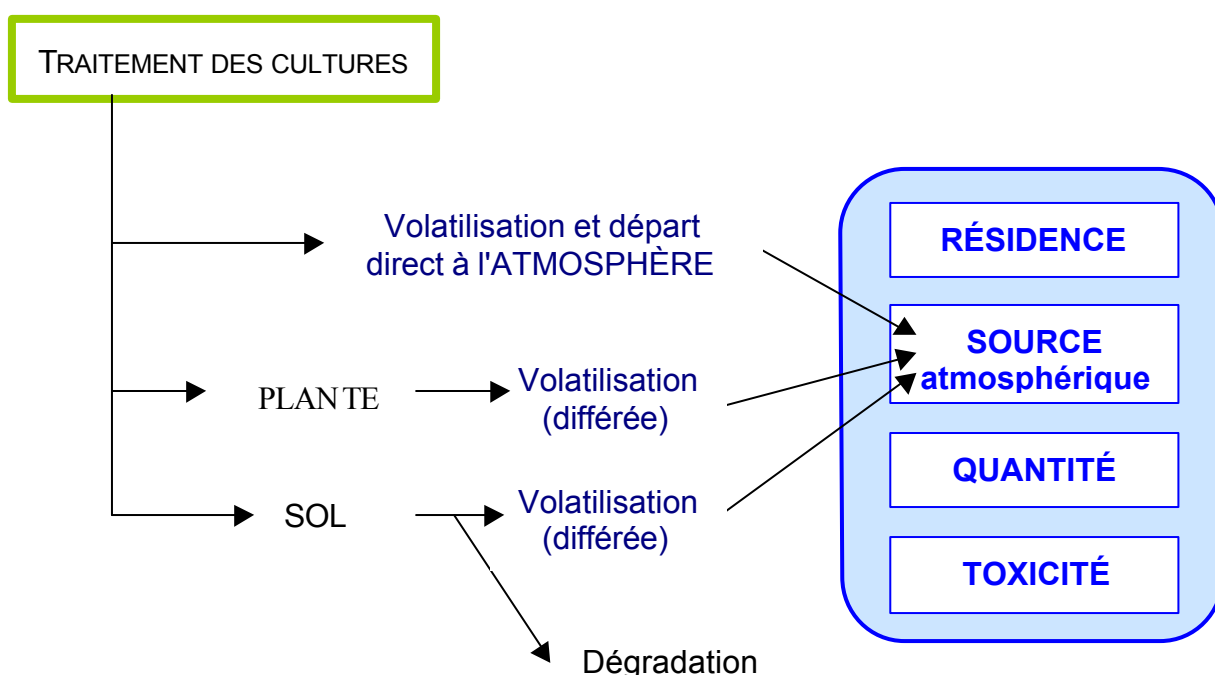 TRAITEMENT DES CULTURES
Volatilisation et départ
direct à l'ATMOSPHÈRE
RÉSIDENCE
SOURCE
atmosphérique
PLANTE
Volatilisation
(différée)
QUANTITÉ
SOL
Volatilisation
(différée)
TOXICITÉ
Dégradation